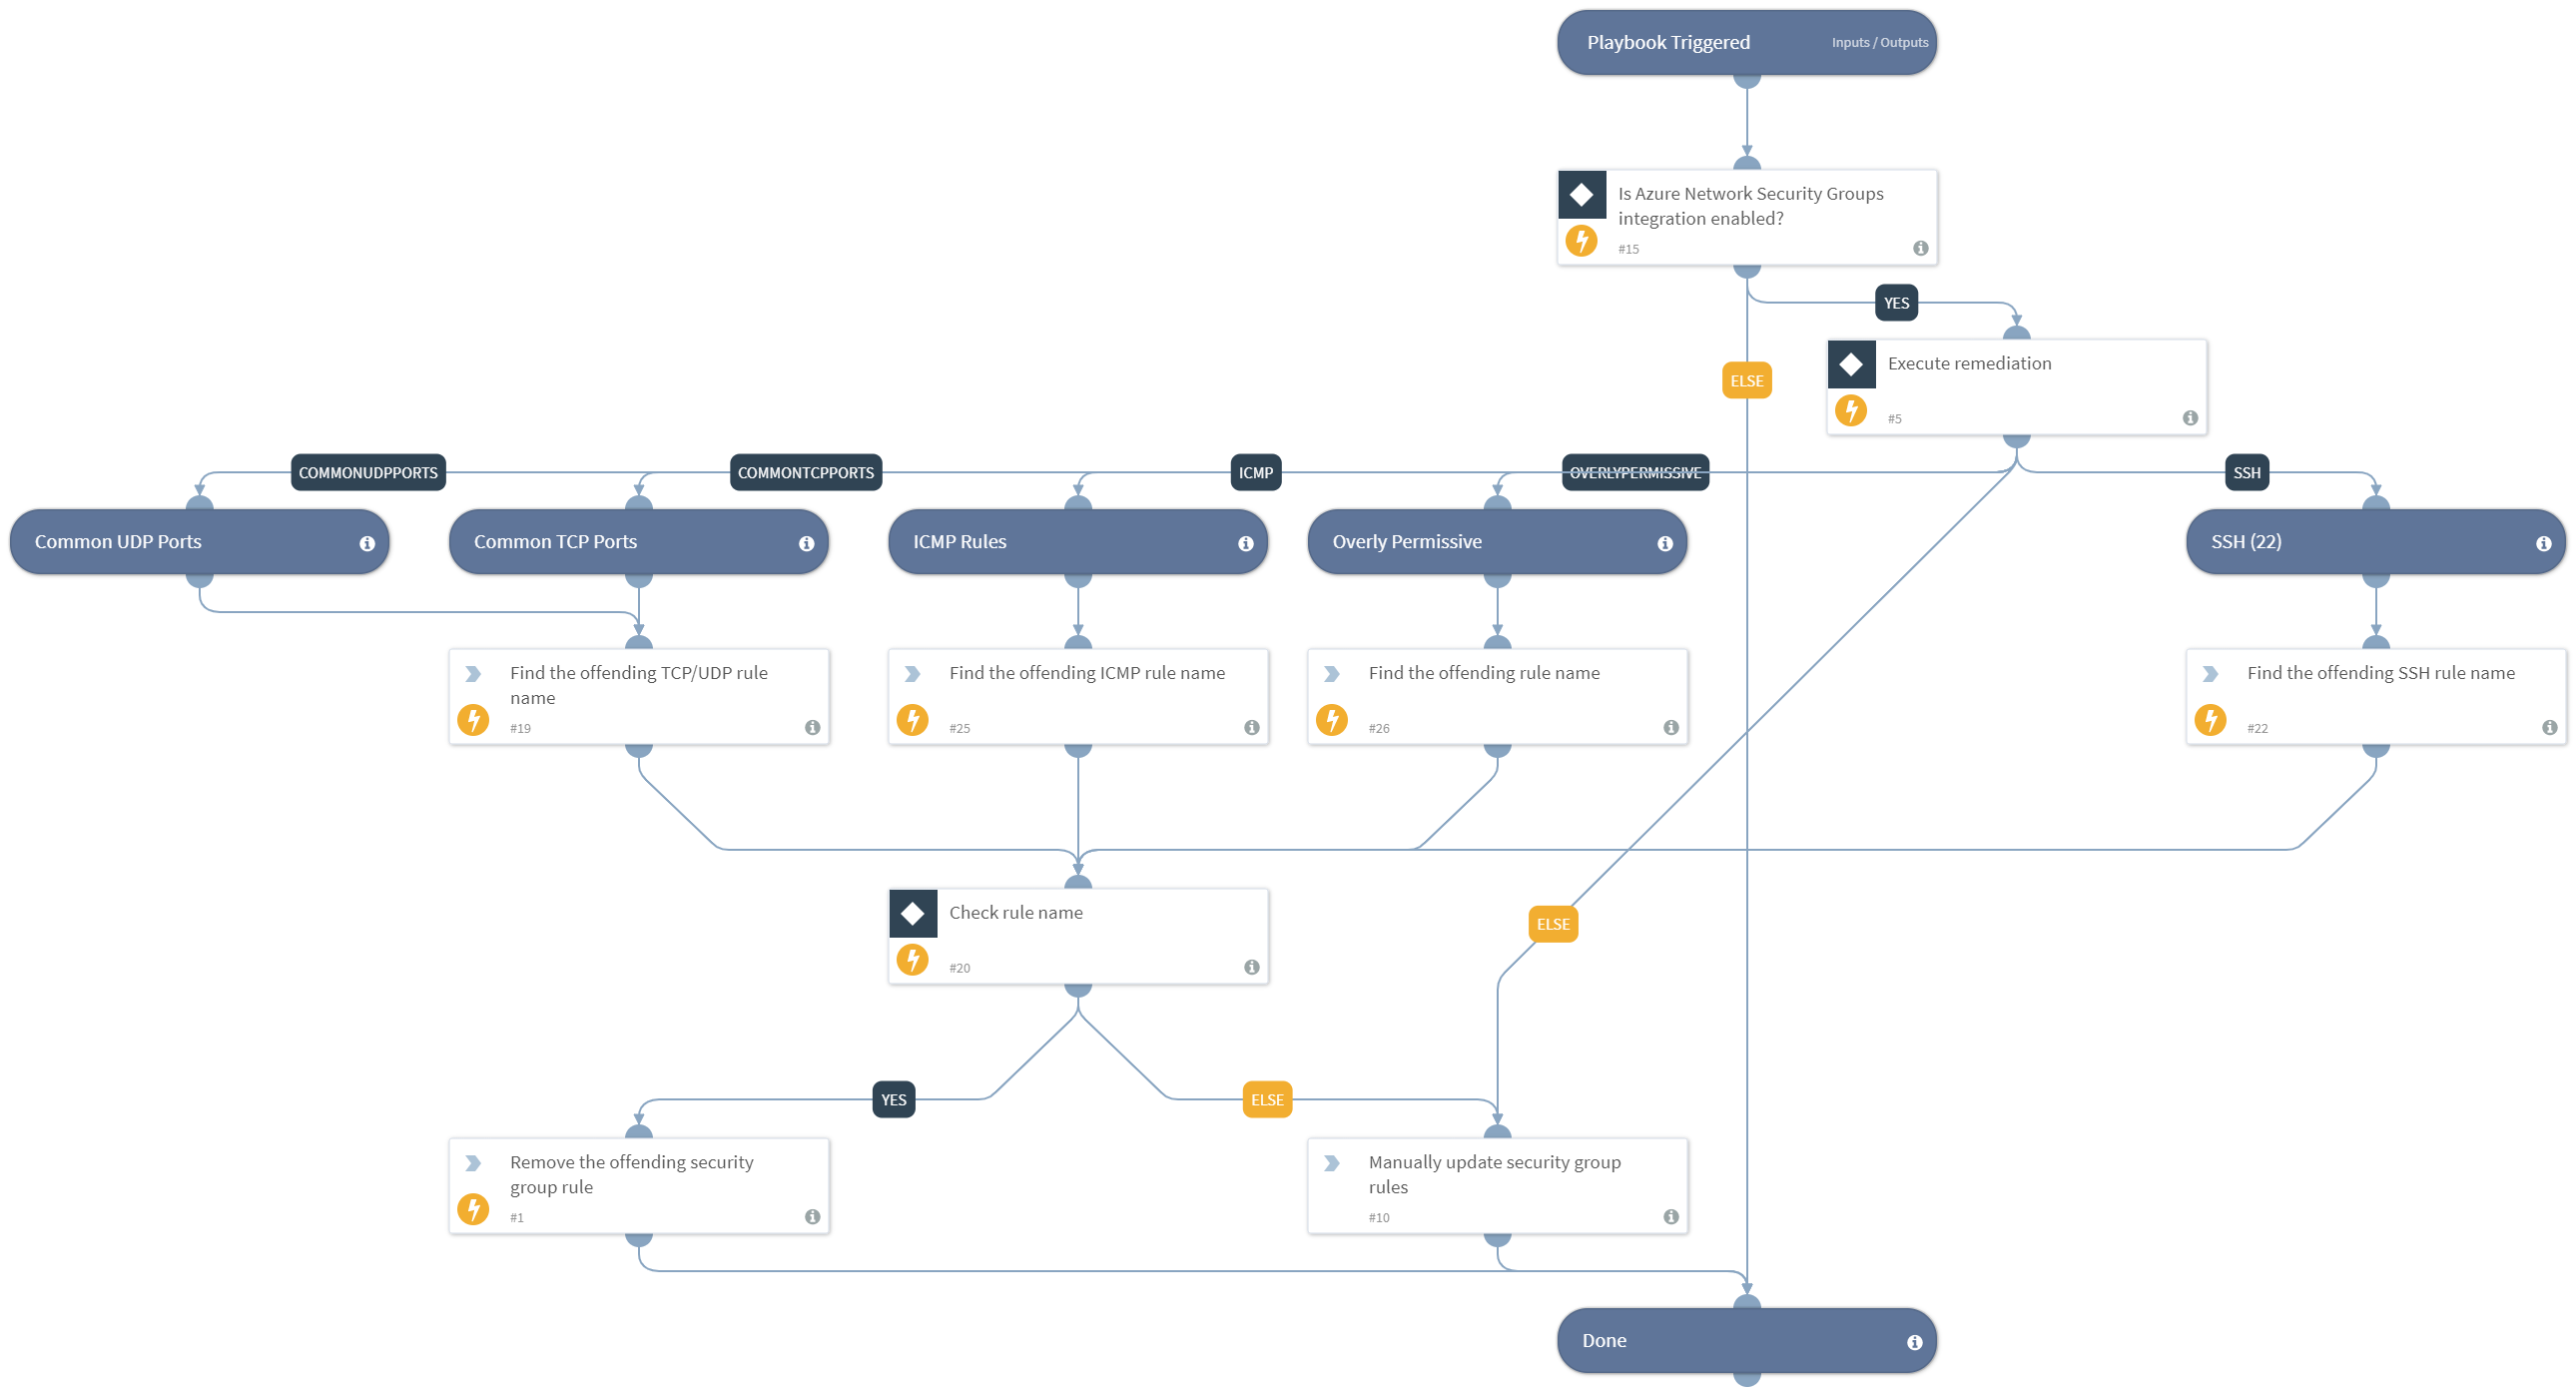 Playbook Triggered
Inputs / Outputs
Is Azure Network Security Groups
integration enabled?
#15
YES
Execute remediation
#5
ELSE
COMMONUDPPORTS
COMMONTCPPORTS
ICMP
OVERLYPERMISSIVE
SSH
Common UDP Ports
Common TCP Ports
ICMP Rules
Overly Permissive
SSH (22)
Find the offending TCP/UDP rule
name
#19
Find the offending ICMP rule name
#25
Find the offending rule name
#26
Find the offending SSH rule name
#22
Check rule name
#20
ELSE
YES
ELSE
Remove the offending security
group rule
#1
Manually update security group
rules
#10
Done